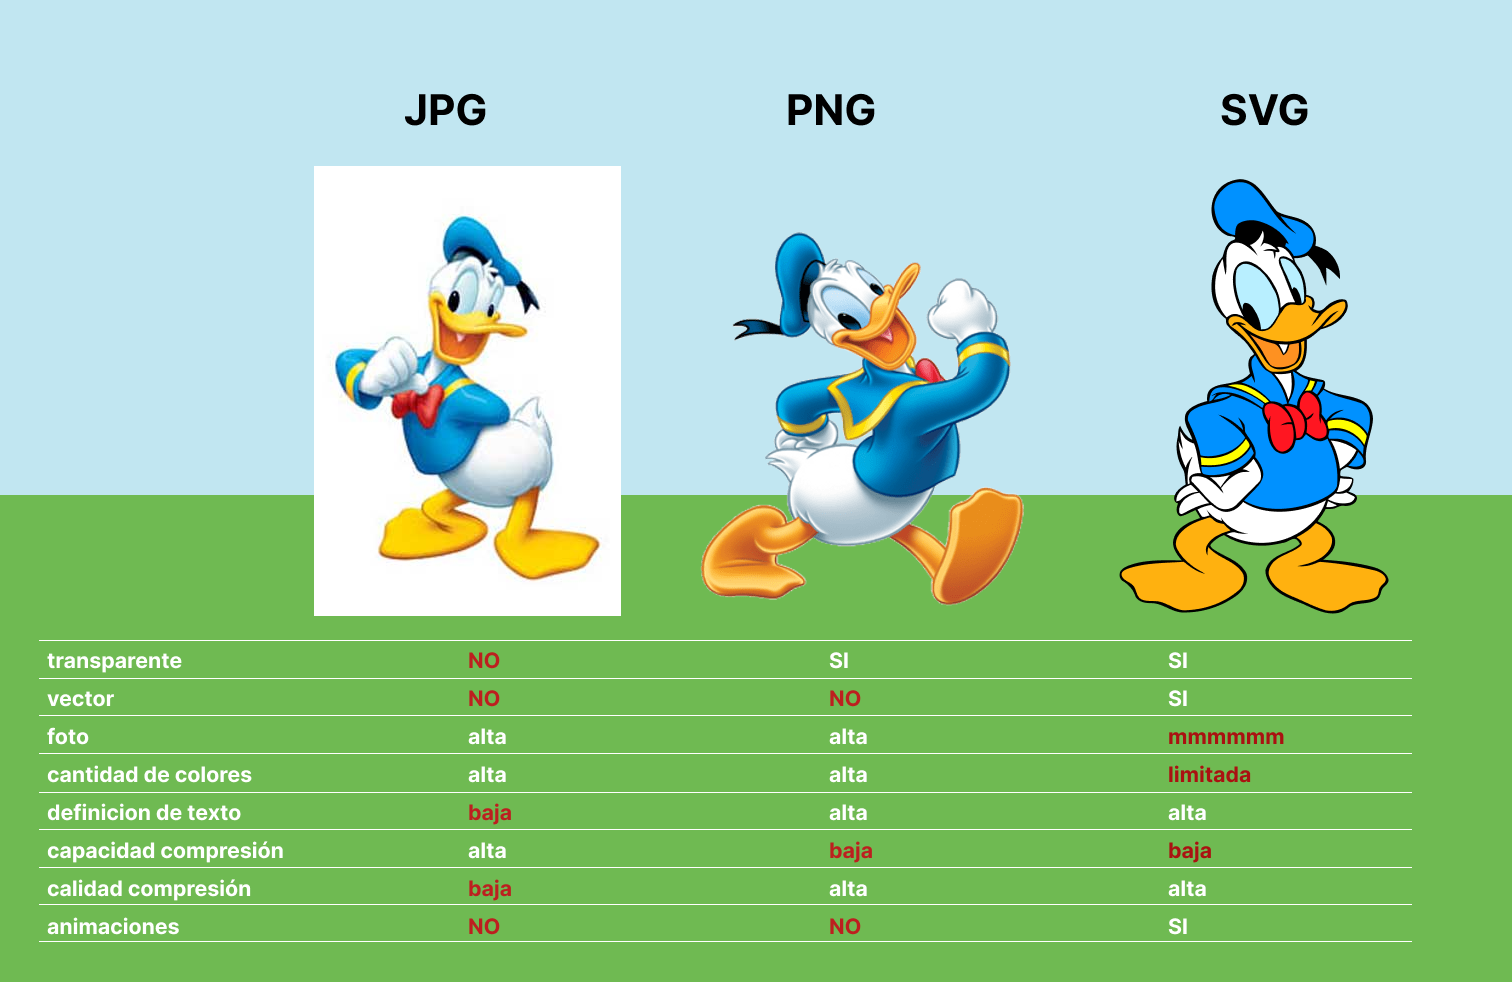 JPG PNG SVG
transparente NO SI SI
vector NO NO SI
foto alta alta mmmmmm
cantidad de colores alta alta limitada
definicion de texto baja alta alta
capacidad compresión alta baja baja
calidad compresión baja alta alta
animaciones NO NO SI